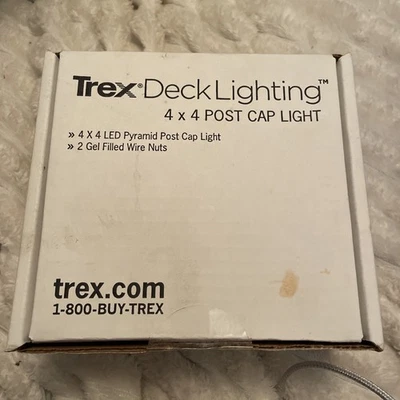 Trex® DeckLighting™
4 x 4 POST CAP LIGHT
» 4 X 4 LED Pyramid Post Cap Light
» 2 Gel Filled Wire Nuts
trex.com
1-800-BUY-TREX